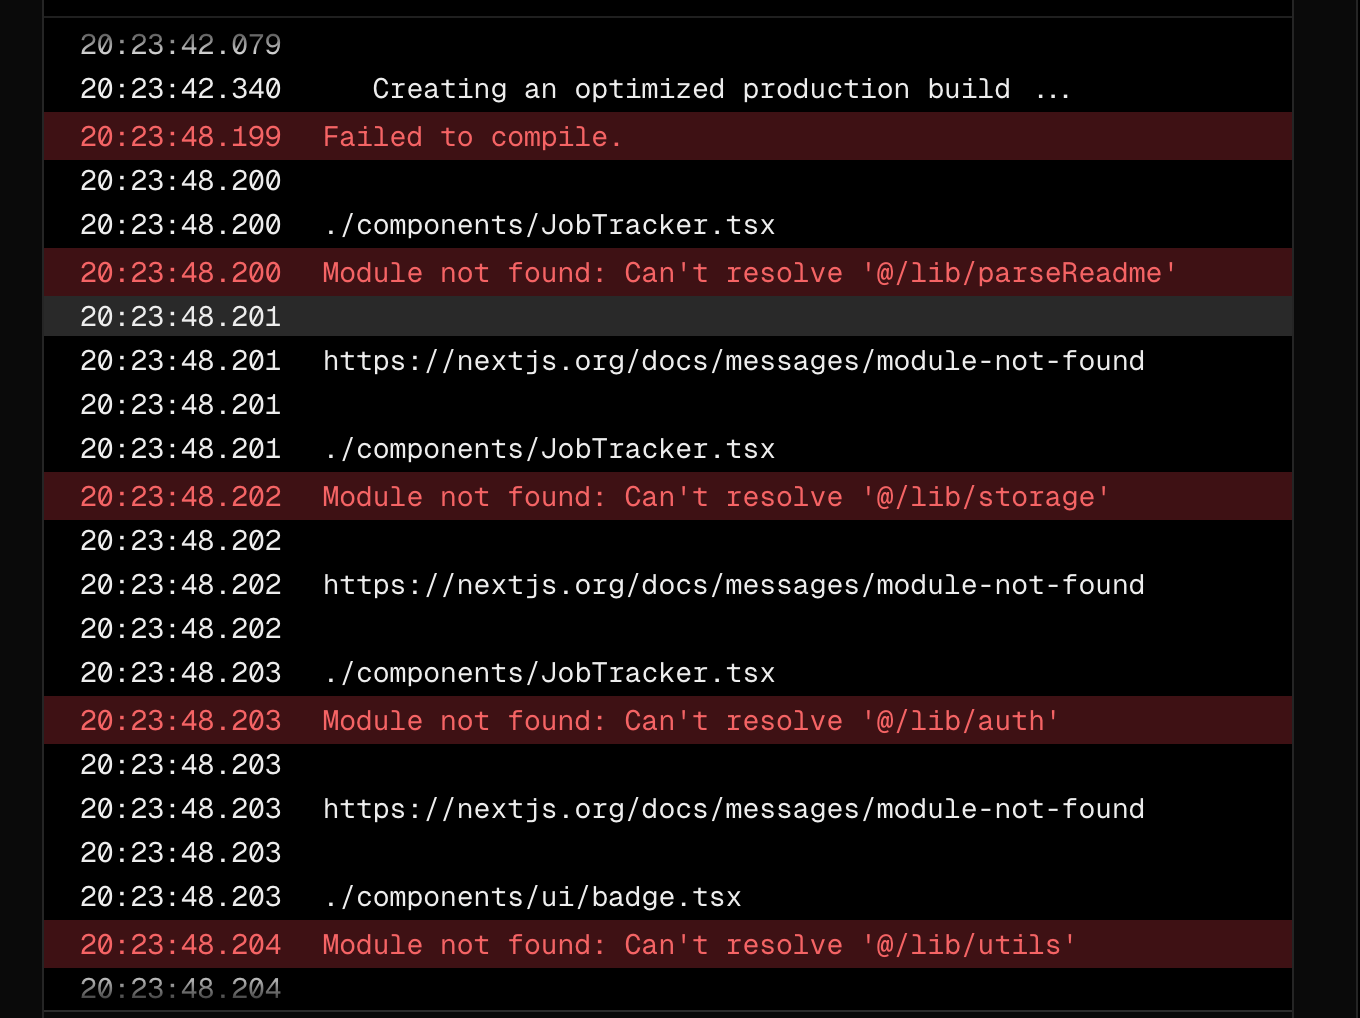 20:23:42.079
20:23:42.340 Creating an optimized production build ...
20:23:48.199 Failed to compile.
20:23:48.200
20:23:48.200 ./components/JobTracker.tsx
20:23:48.200 Module not found: Can't resolve '@/lib/parseReadme'
20:23:48.201
20:23:48.201 https://nextjs.org/docs/messages/module-not-found
20:23:48.201
20:23:48.201 ./components/JobTracker.tsx
20:23:48.202 Module not found: Can't resolve '@/lib/storage'
20:23:48.202
20:23:48.202 https://nextjs.org/docs/messages/module-not-found
20:23:48.202
20:23:48.203 ./components/JobTracker.tsx
20:23:48.203 Module not found: Can't resolve '@/lib/auth'
20:23:48.203
20:23:48.203 https://nextjs.org/docs/messages/module-not-found
20:23:48.203
20:23:48.203 ./components/ui/badge.tsx
20:23:48.204 Module not found: Can't resolve '@/lib/utils'
20:23:48.204